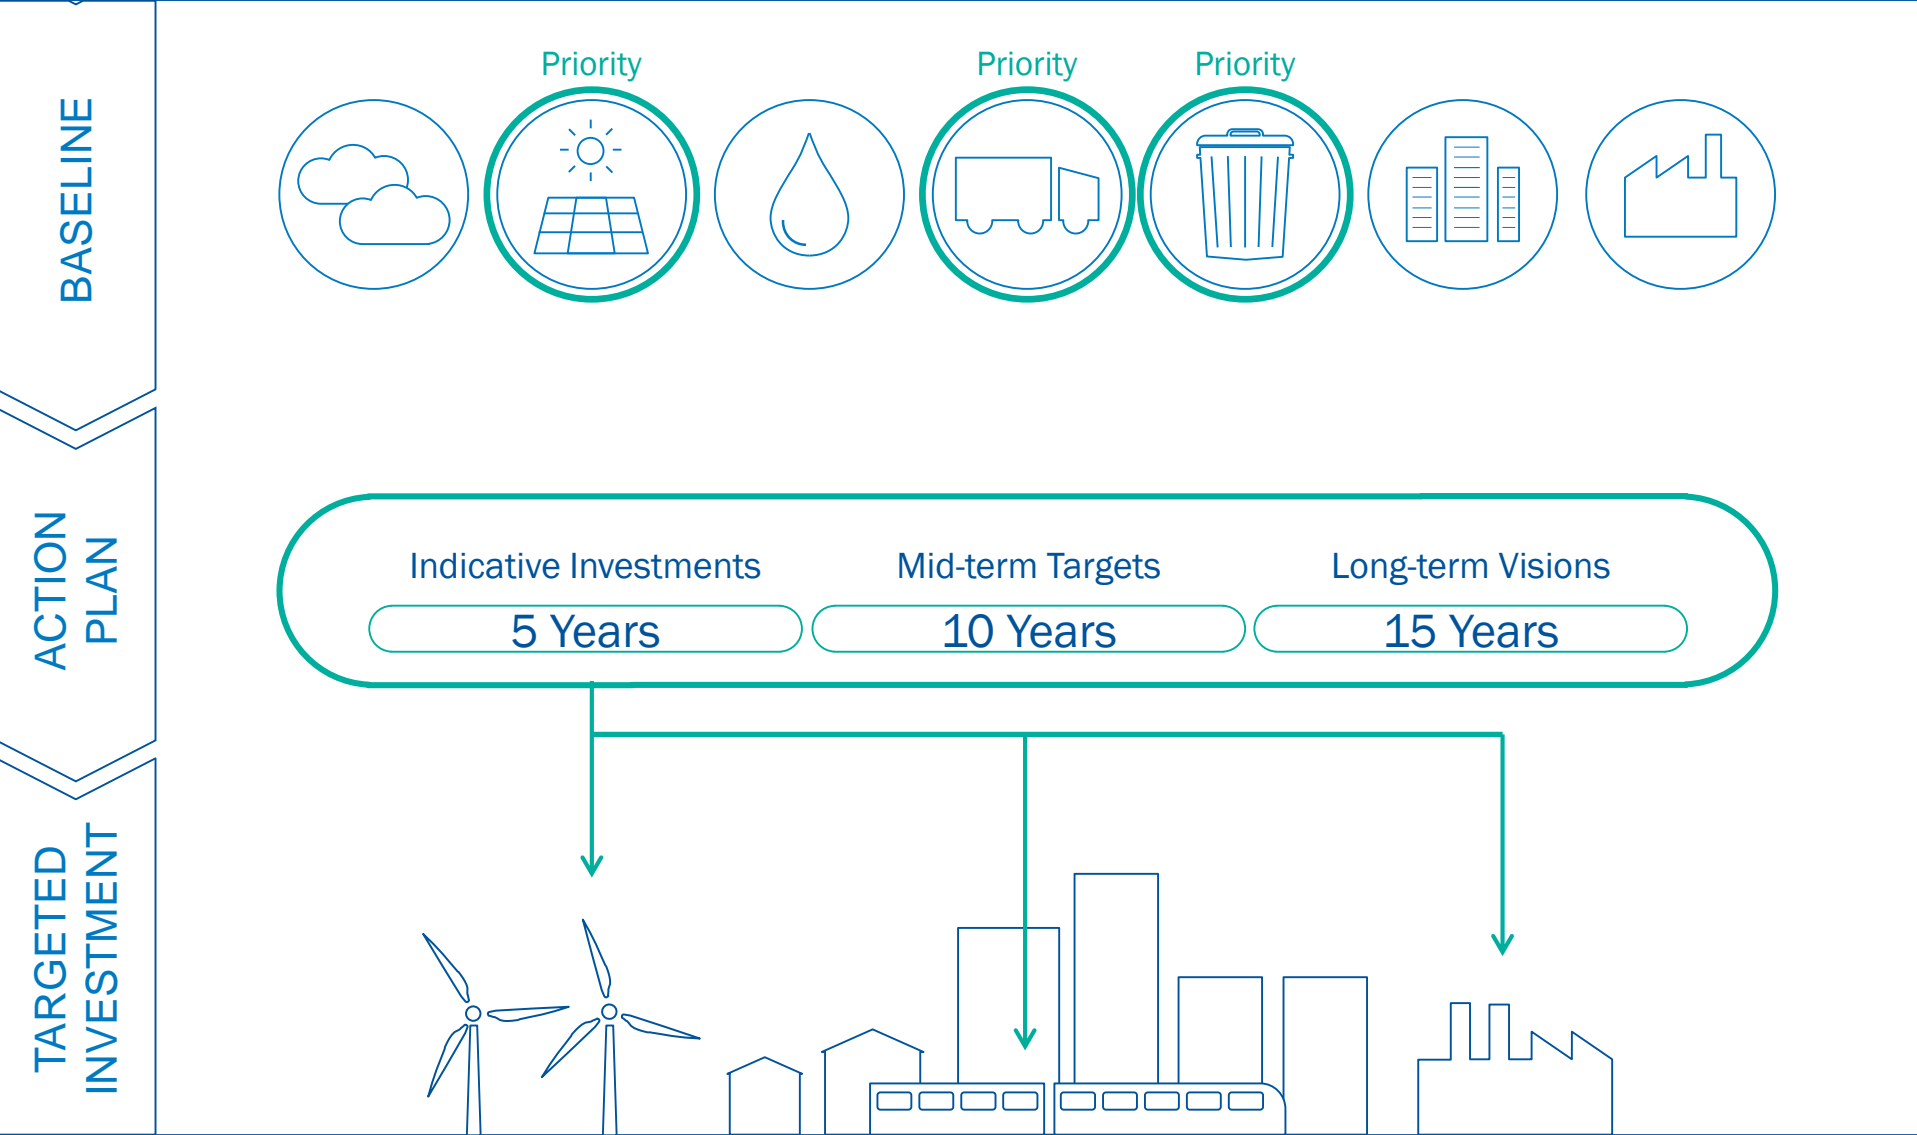 BASELINE
Priority
Priority
Priority
ACTION
PLAN
Indicative Investments
Mid-term Targets
Long-term Visions
5 Years
10 Years
15 Years
TARGETED
INVESTMENT